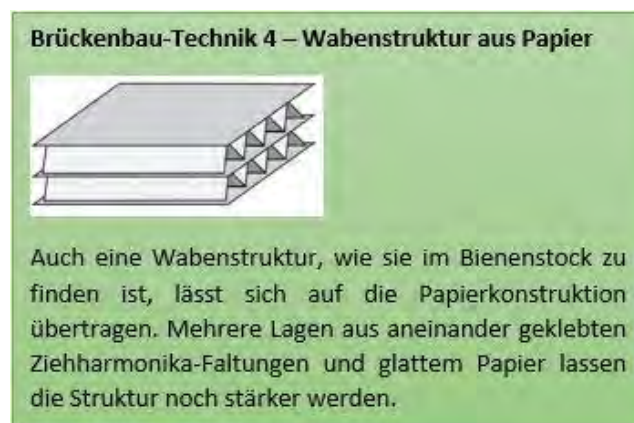 Brückenbau-Technik 4 – Wabenstruktur aus Papier
Auch eine Wabenstruktur, wie sie im Bienenstock zu
finden ist, lässt sich auf die Papierkonstruktion
übertragen. Mehrere Lagen aus aneinander geklebten
Ziehharmonika-Faltungen und glattem Papier lassen
die Struktur noch stärker werden.